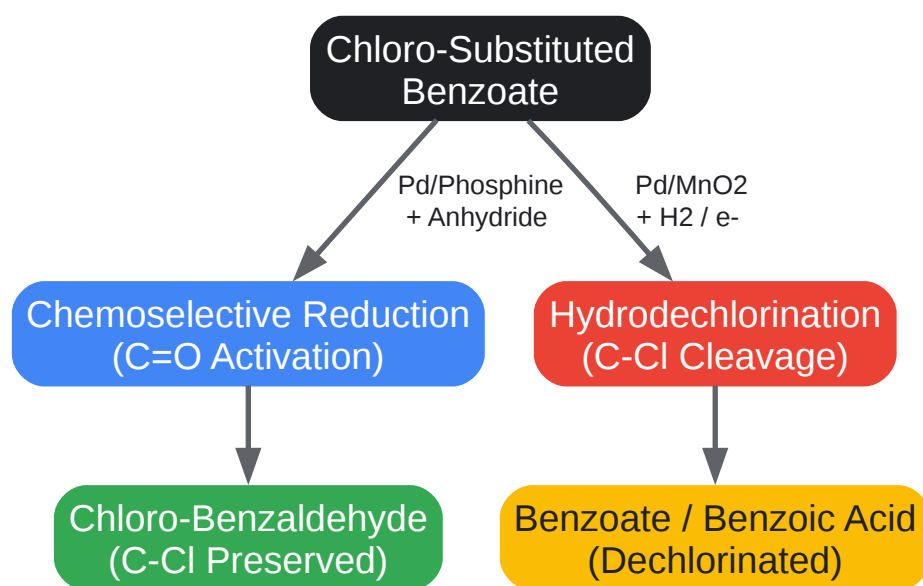 Chloro-Substituted
Benzoate
Pd/Phosphine
+ Anhydride
Pd/MnO2
+ H2 / e-
Chemoselective Reduction
(C=O Activation)
Hydrodechlorination
(C-Cl Cleavage)
Chloro-Benzaldehyde
(C-Cl Preserved)
Benzoate / Benzoic Acid
(Dechlorinated)